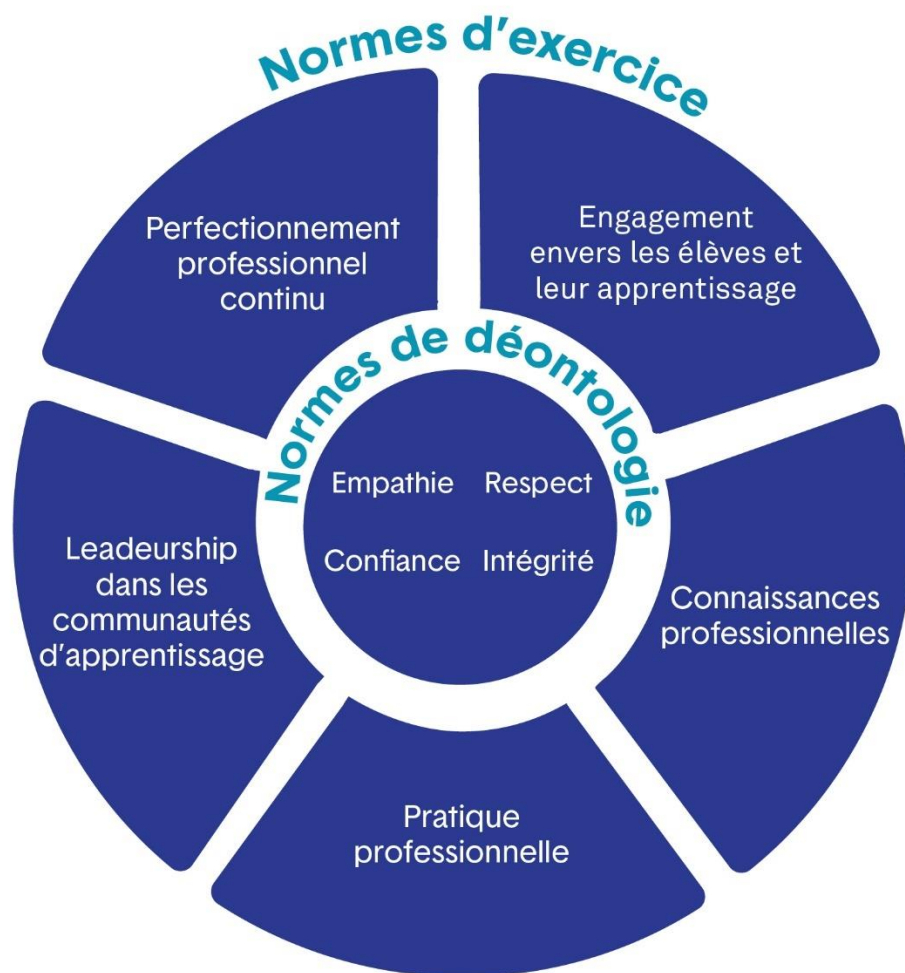 Normes d'exercice
Engagement
envers les élèves et
leur apprentissage
Connaissances
professionnelles
Pratique
professionnelle
Leadeurship
dans les
communautés
d'apprentissage
Perfectionnement
professionnel
continu
Normes de déontologie
Empathie Respect
Confiance Intégrité